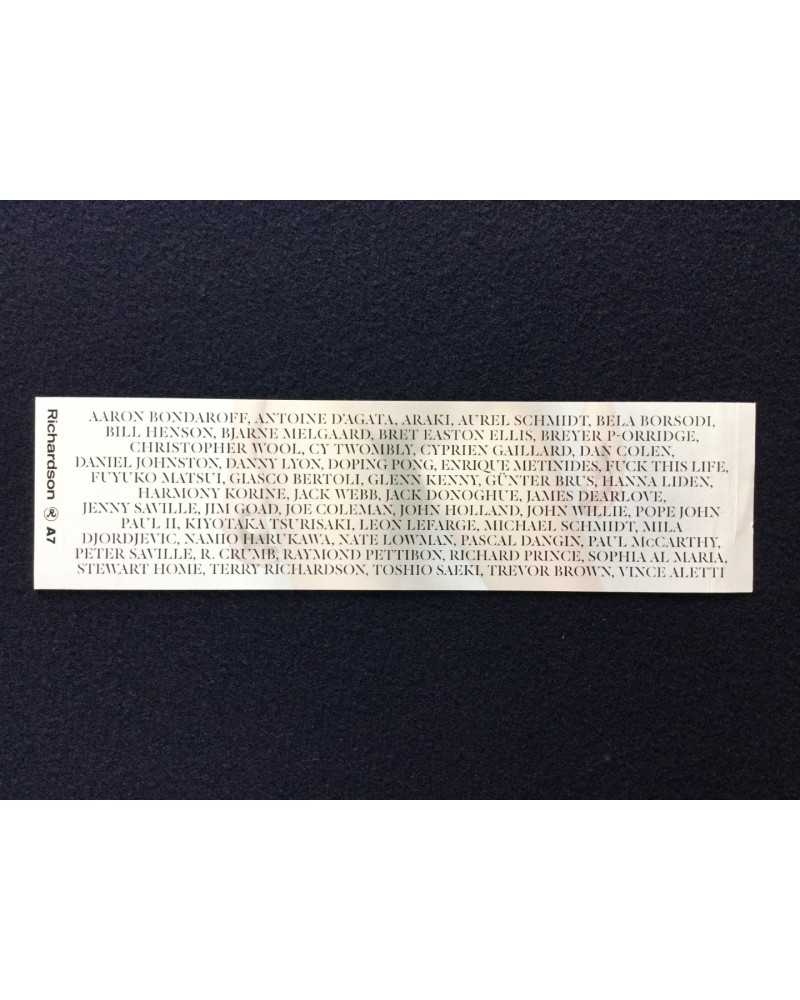 Richardson Ⓡ A7
AARON BONDAROFF, ANTOINE D'AGATA, ARAKI, AUREL SCHMIDT, BELA BORSODI,
BILL HENSON, BJARNE MELGAARD, BRET EASTON ELLIS, BREYER P-ORRIDGE,
CHRISTOPHER WOOL, CY TWOMBLY, CYPRIEN GAILLARD, DAN COLEN,
DANIEL JOHNSTON, DANNY LYON, DOPING PONG, ENRIQUE METINIDES, FUCK THIS LIFE,
FUYUKO MATSUI, GIASCO BERTOLI, GLENN KENNY, GÜNTER BRUS, HANNA LIDEN,
HARMONY KORINE, JACK WEBB, JACK DONOGHUE, JAMES DEARLOVE,
JENNY SAVILLE, JIM GOAD, JOE COLEMAN, JOHN HOLLAND, JOHN WILLIE, POPE JOHN
PAUL II, KIYOTAKA TSURISAKI, LEON LEFARGE, MICHAEL SCHMIDT, MILA
DJORDJEVIC, NAMIO HARUKAWA, NATE LOWMAN, PASCAL DANGIN, PAUL McCARTHY,
PETER SAVILLE, R. CRUMB, RAYMOND PETTIBON, RICHARD PRINCE, SOPHIA AL MARIA,
STEWART HOME, TERRY RICHARDSON, TOSHIO SAEKI, TREVOR BROWN, VINCE ALETTI